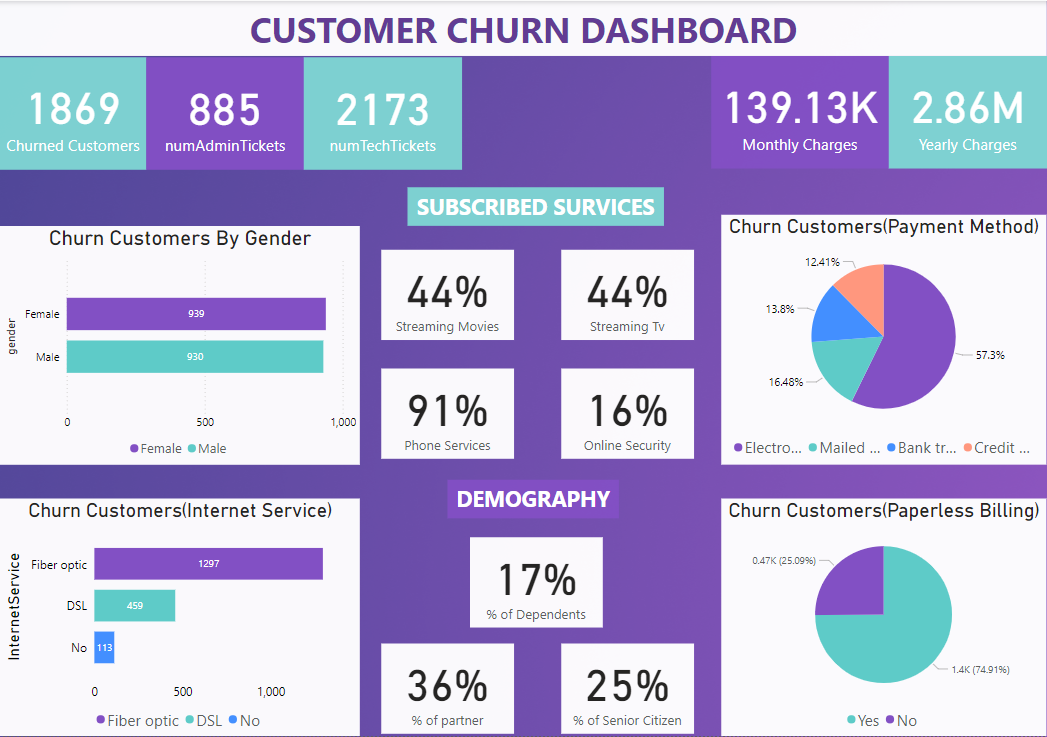 CUSTOMER CHURN DASHBOARD
1869
Churned Customers
885
numAdminTickets
2173
numTechTickets
139.13K
Monthly Charges
2.86M
Yearly Charges
SUBSCRIBED SURVICES
Churn Customers By Gender
gender
Female
939
Male
930
0 500 1,000
Female Male
44%
Streaming Movies
44%
Streaming Tv
91%
Phone Services
16%
Online Security
Churn Customers(Payment Method)
12.41%
13.8%
16.48%
57.3%
Electro... Mailed ... Bank tr... Credit ...
DEMOGRAPHY
Churn Customers(Internet Service)
InternetService
Fiber optic
1297
DSL
459
No
113
0 500 1,000
Fiber optic DSL No
17%
% of Dependents
36%
% of partner
25%
% of Senior Citizen
Churn Customers(Paperless Billing)
0.47K (25.09%)
1.4K (74.91%)
Yes No